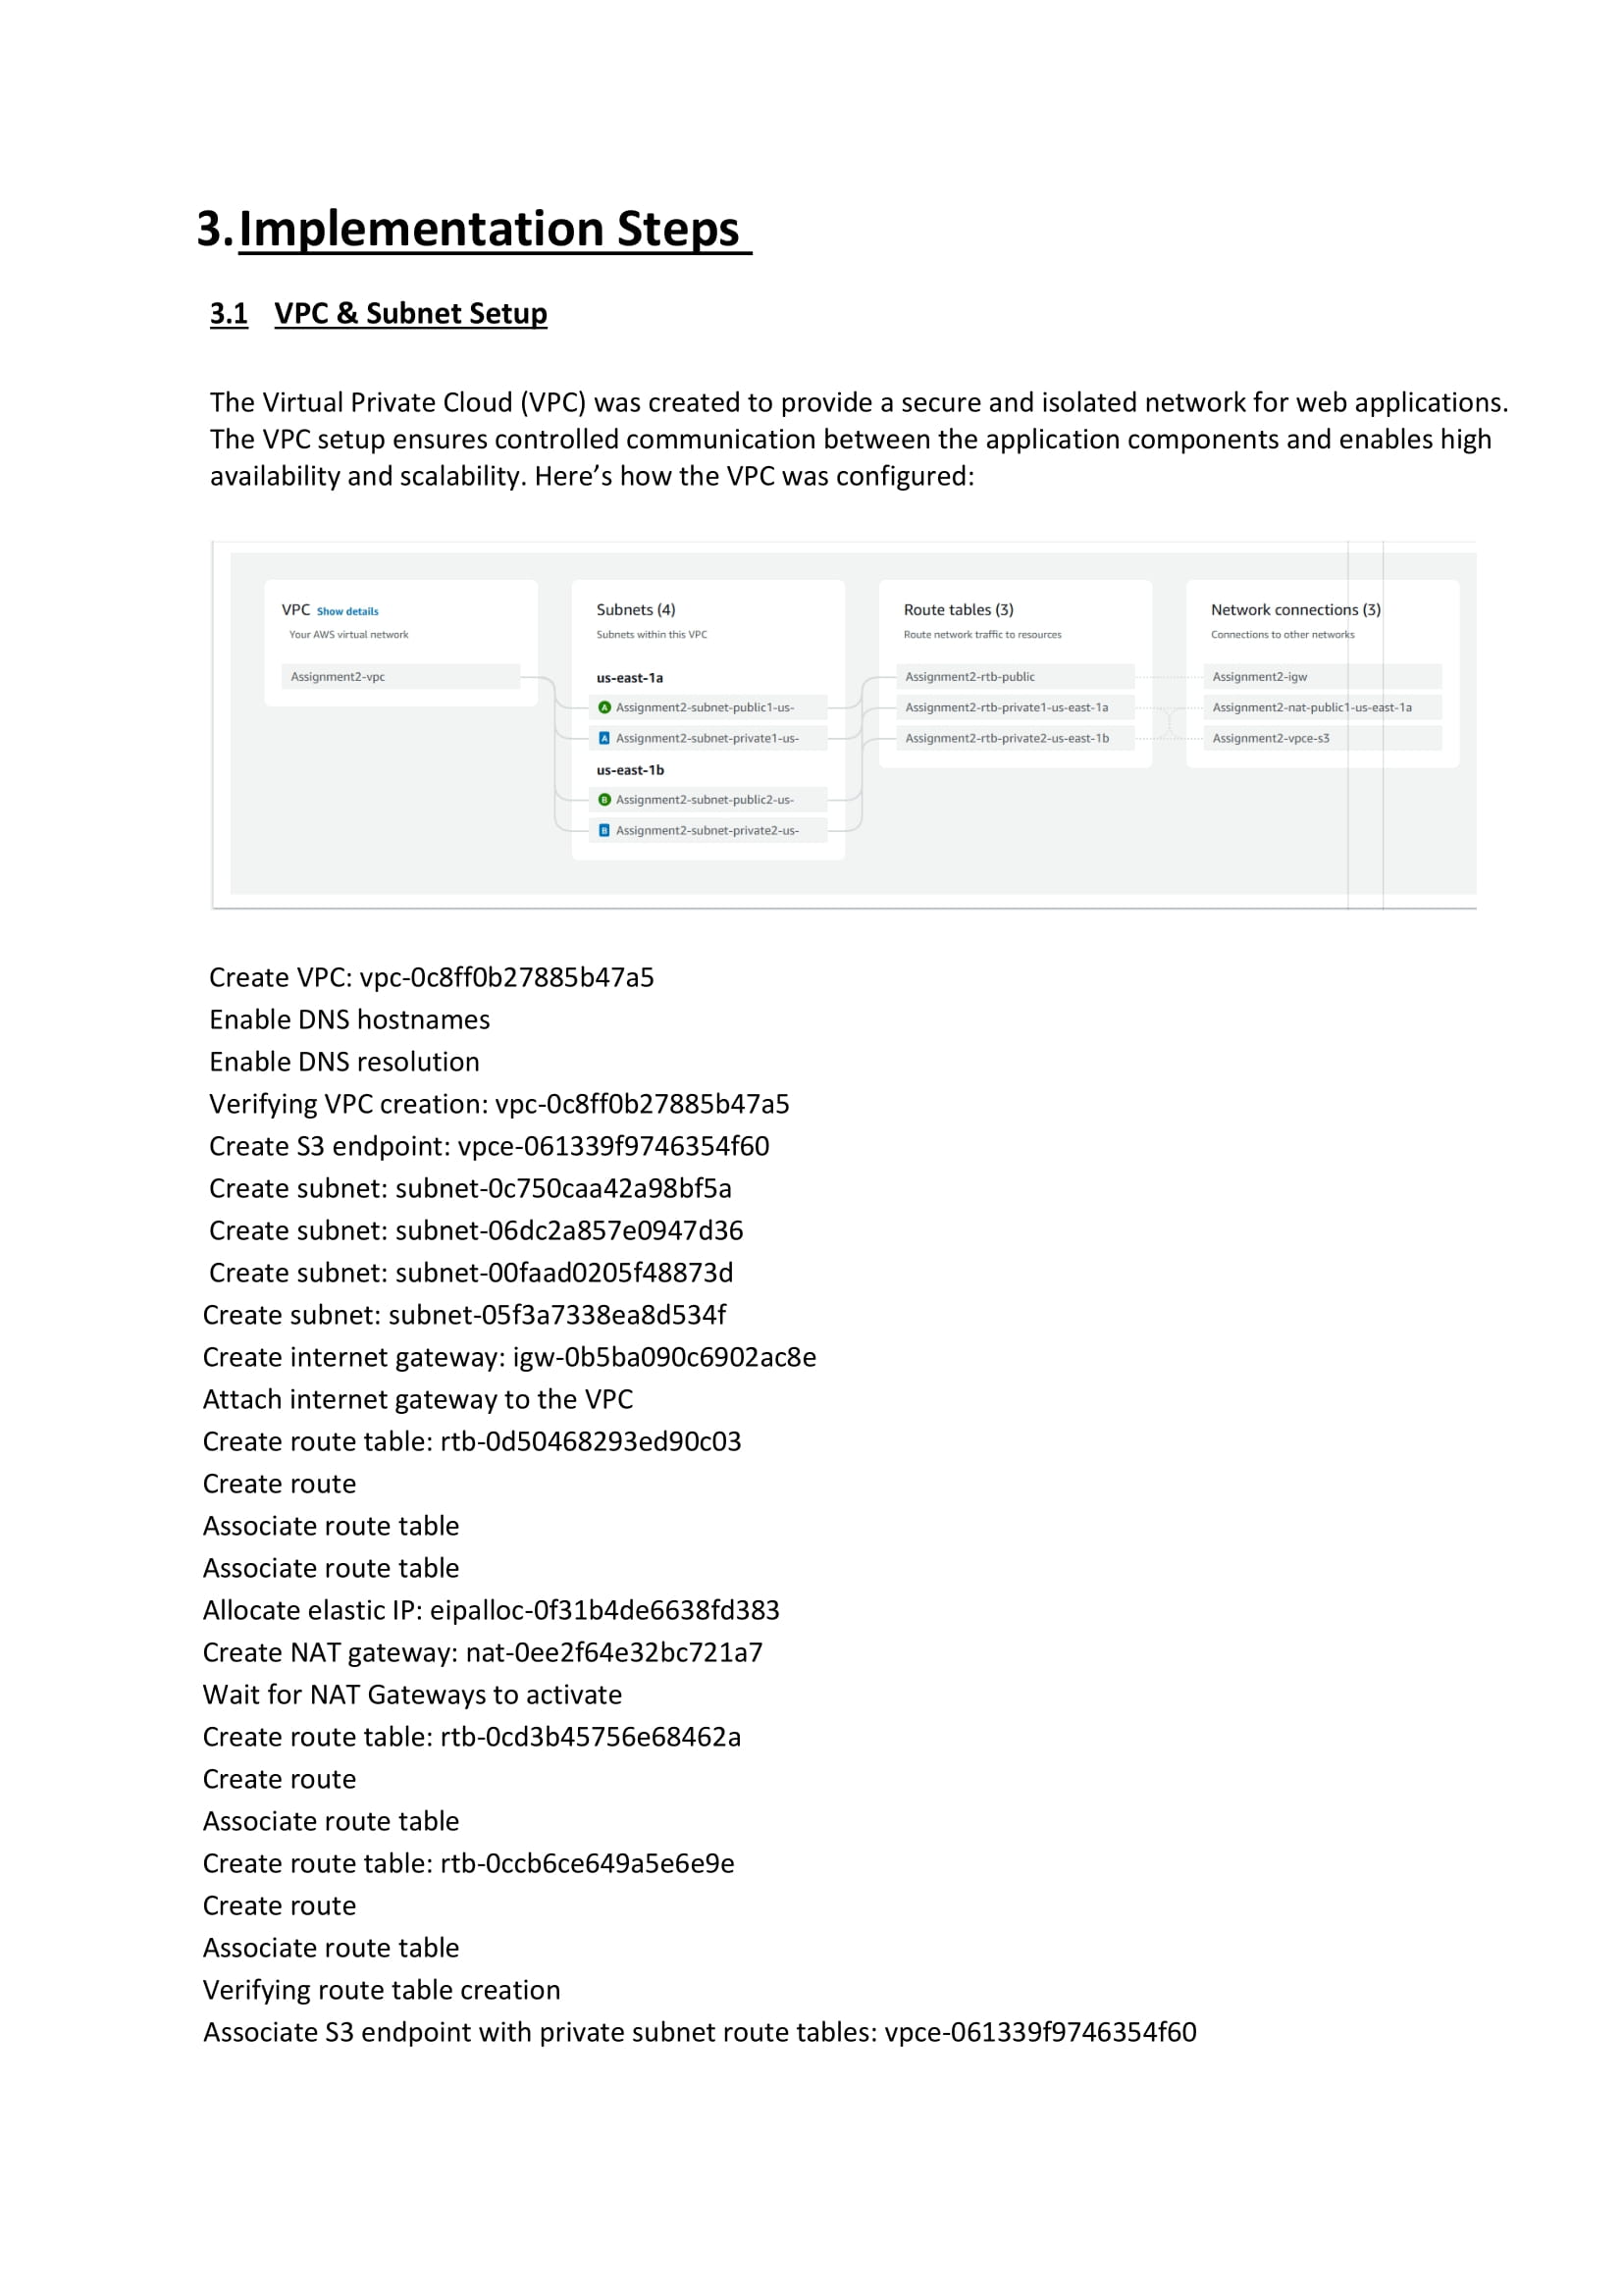 3. Implementation Steps
3.1 VPC & Subnet Setup
The Virtual Private Cloud (VPC) was created to provide a secure and isolated network for web applications.
The VPC setup ensures controlled communication between the application components and enables high
availability and scalability. Here’s how the VPC was configured:
VPC Show details
Your AWS virtual network
Assignment2-vpc
Subnets (4)
Subnets within this VPC
us-east-1a
A Assignment2-subnet-public1-us-
A Assignment2-subnet-private1-us-
us-east-1b
B Assignment2-subnet-public2-us-
B Assignment2-subnet-private2-us-
Route tables (3)
Route network traffic to resources
Assignment2-rtb-public
Assignment2-rtb-private1-us-east-1a
Assignment2-rtb-private2-us-east-1b
Network connections (3)
Connections to other networks
Assignment2-igw
Assignment2-nat-public1-us-east-1a
Assignment2-vpce-s3
Create VPC: vpc-0c8ff0b27885b47a5
Enable DNS hostnames
Enable DNS resolution
Verifying VPC creation: vpc-0c8ff0b27885b47a5
Create S3 endpoint: vpce-061339f9746354f60
Create subnet: subnet-0c750caa42a98bf5a
Create subnet: subnet-06dc2a857e0947d36
Create subnet: subnet-00faad0205f48873d
Create subnet: subnet-05f3a7338ea8d534f
Create internet gateway: igw-0b5ba090c6902ac8e
Attach internet gateway to the VPC
Create route table: rtb-0d50468293ed90c03
Create route
Associate route table
Associate route table
Allocate elastic IP: eipalloc-0f31b4de6638fd383
Create NAT gateway: nat-0ee2f64e32bc721a7
Wait for NAT Gateways to activate
Create route table: rtb-0cd3b45756e68462a
Create route
Associate route table
Create route table: rtb-0ccb6ce649a5e6e9e
Create route
Associate route table
Verifying route table creation
Associate S3 endpoint with private subnet route tables: vpce-061339f9746354f60